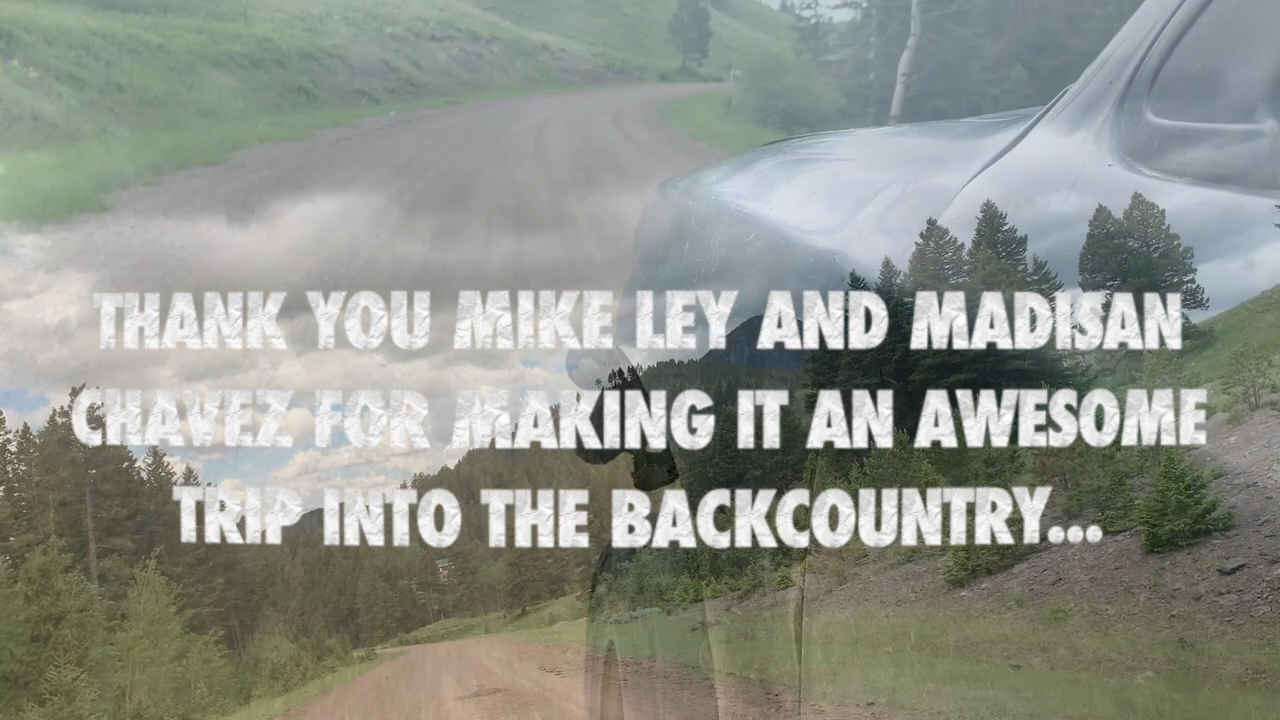 THANK YOU MIKE LEY AND MADISAN
CHAVEZ FOR MAKING IT AN AWESOME
TRIP INTO THE BACKCOUNTRY...